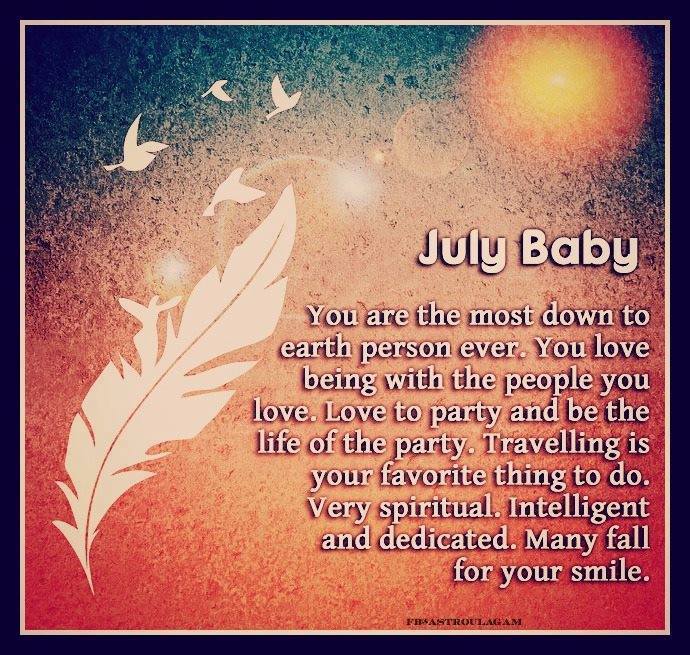 July Baby
You are the most down to
earth person ever. You love
being with the people you
love. Love to party and be the
life of the party. Travelling is
your favorite thing to do.
Very spiritual. Intelligent
and dedicated. Many fall
for your smile.
FB@ASTROULAGAM